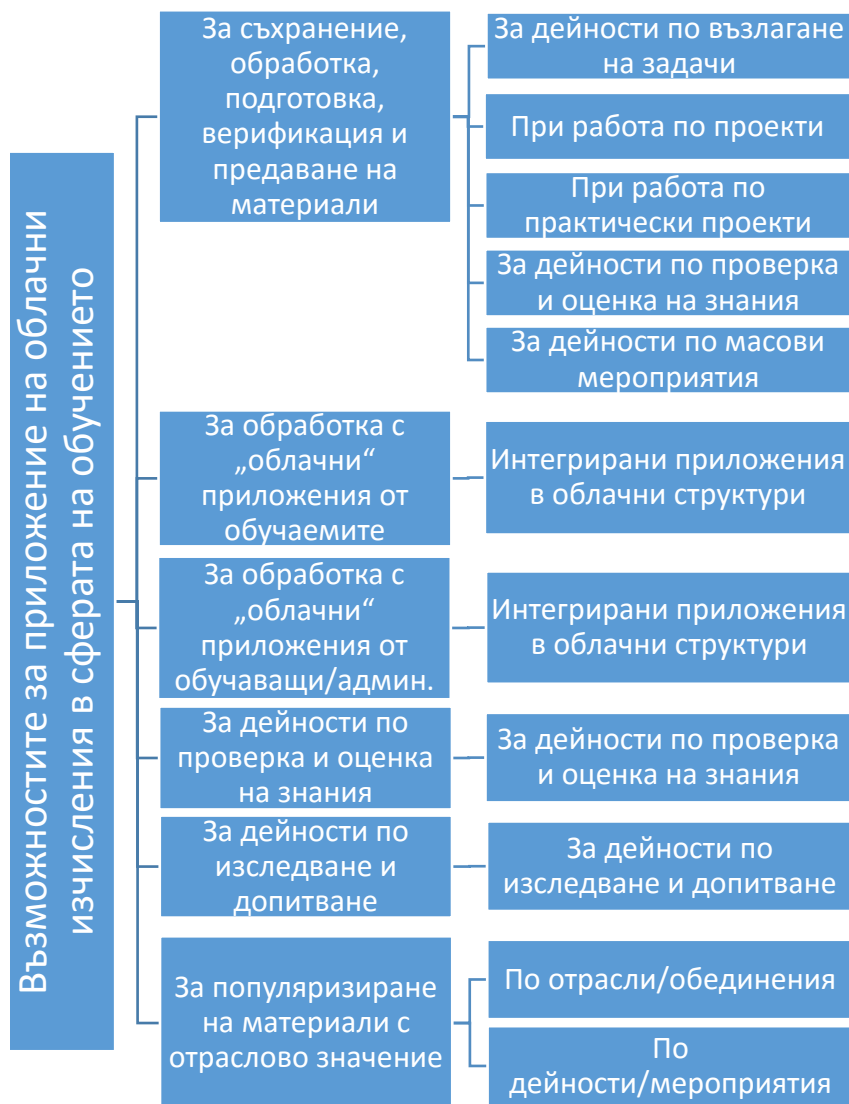 Възможностите за приложение на облачни
изчисления в сферата на обучението
За съхранение,
обработка,
подготовка,
верификация и
предаване на
материали
За дейности по възлагане
на задачи
При работа по проекти
При работа по
практически проекти
За дейности по проверка
и оценка на знания
За дейности по масови
мероприятия
За обработка с
„облачни“
приложения от
обучаемите
Интегрирани приложения
в облачни структури
За обработка с
„облачни“
приложения от
обучаващи/админ.
Интегрирани приложения
в облачни структури
За дейности по
проверка и оценка
на знания
За дейности по проверка
и оценка на знания
За дейности по
изследване и
допитване
За дейности по
изследване и допитване
За популяризиране
на материали с
отраслово значение
По отрасли/обединения
По
дейности/мероприятия